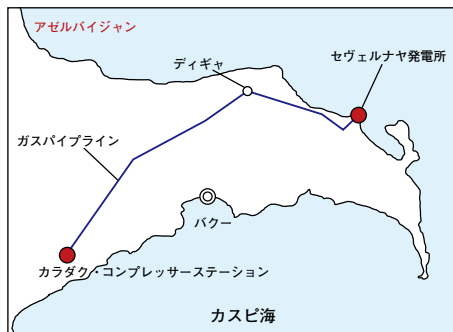 アゼルバイジャン
セヴェルナヤ発電所
ディギャ
ガスパイプライン
バクー
カラダク・コンプレッサーステーション
カスピ海